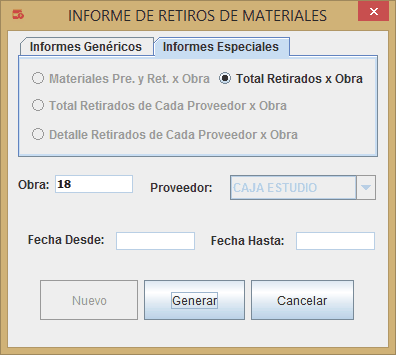 INFORME DE RETIROS DE MATERIALES
Informes Genéricos Informes Especiales
Materiales Pre. y Ret. x Obra Total Retirados x Obra
Total Retirados de Cada Proveedor x Obra
Detalle Retirados de Cada Proveedor x Obra
Obra: 18 Proveedor: CAJA ESTUDIO
Fecha Desde: Fecha Hasta:
Nuevo Generar Cancelar